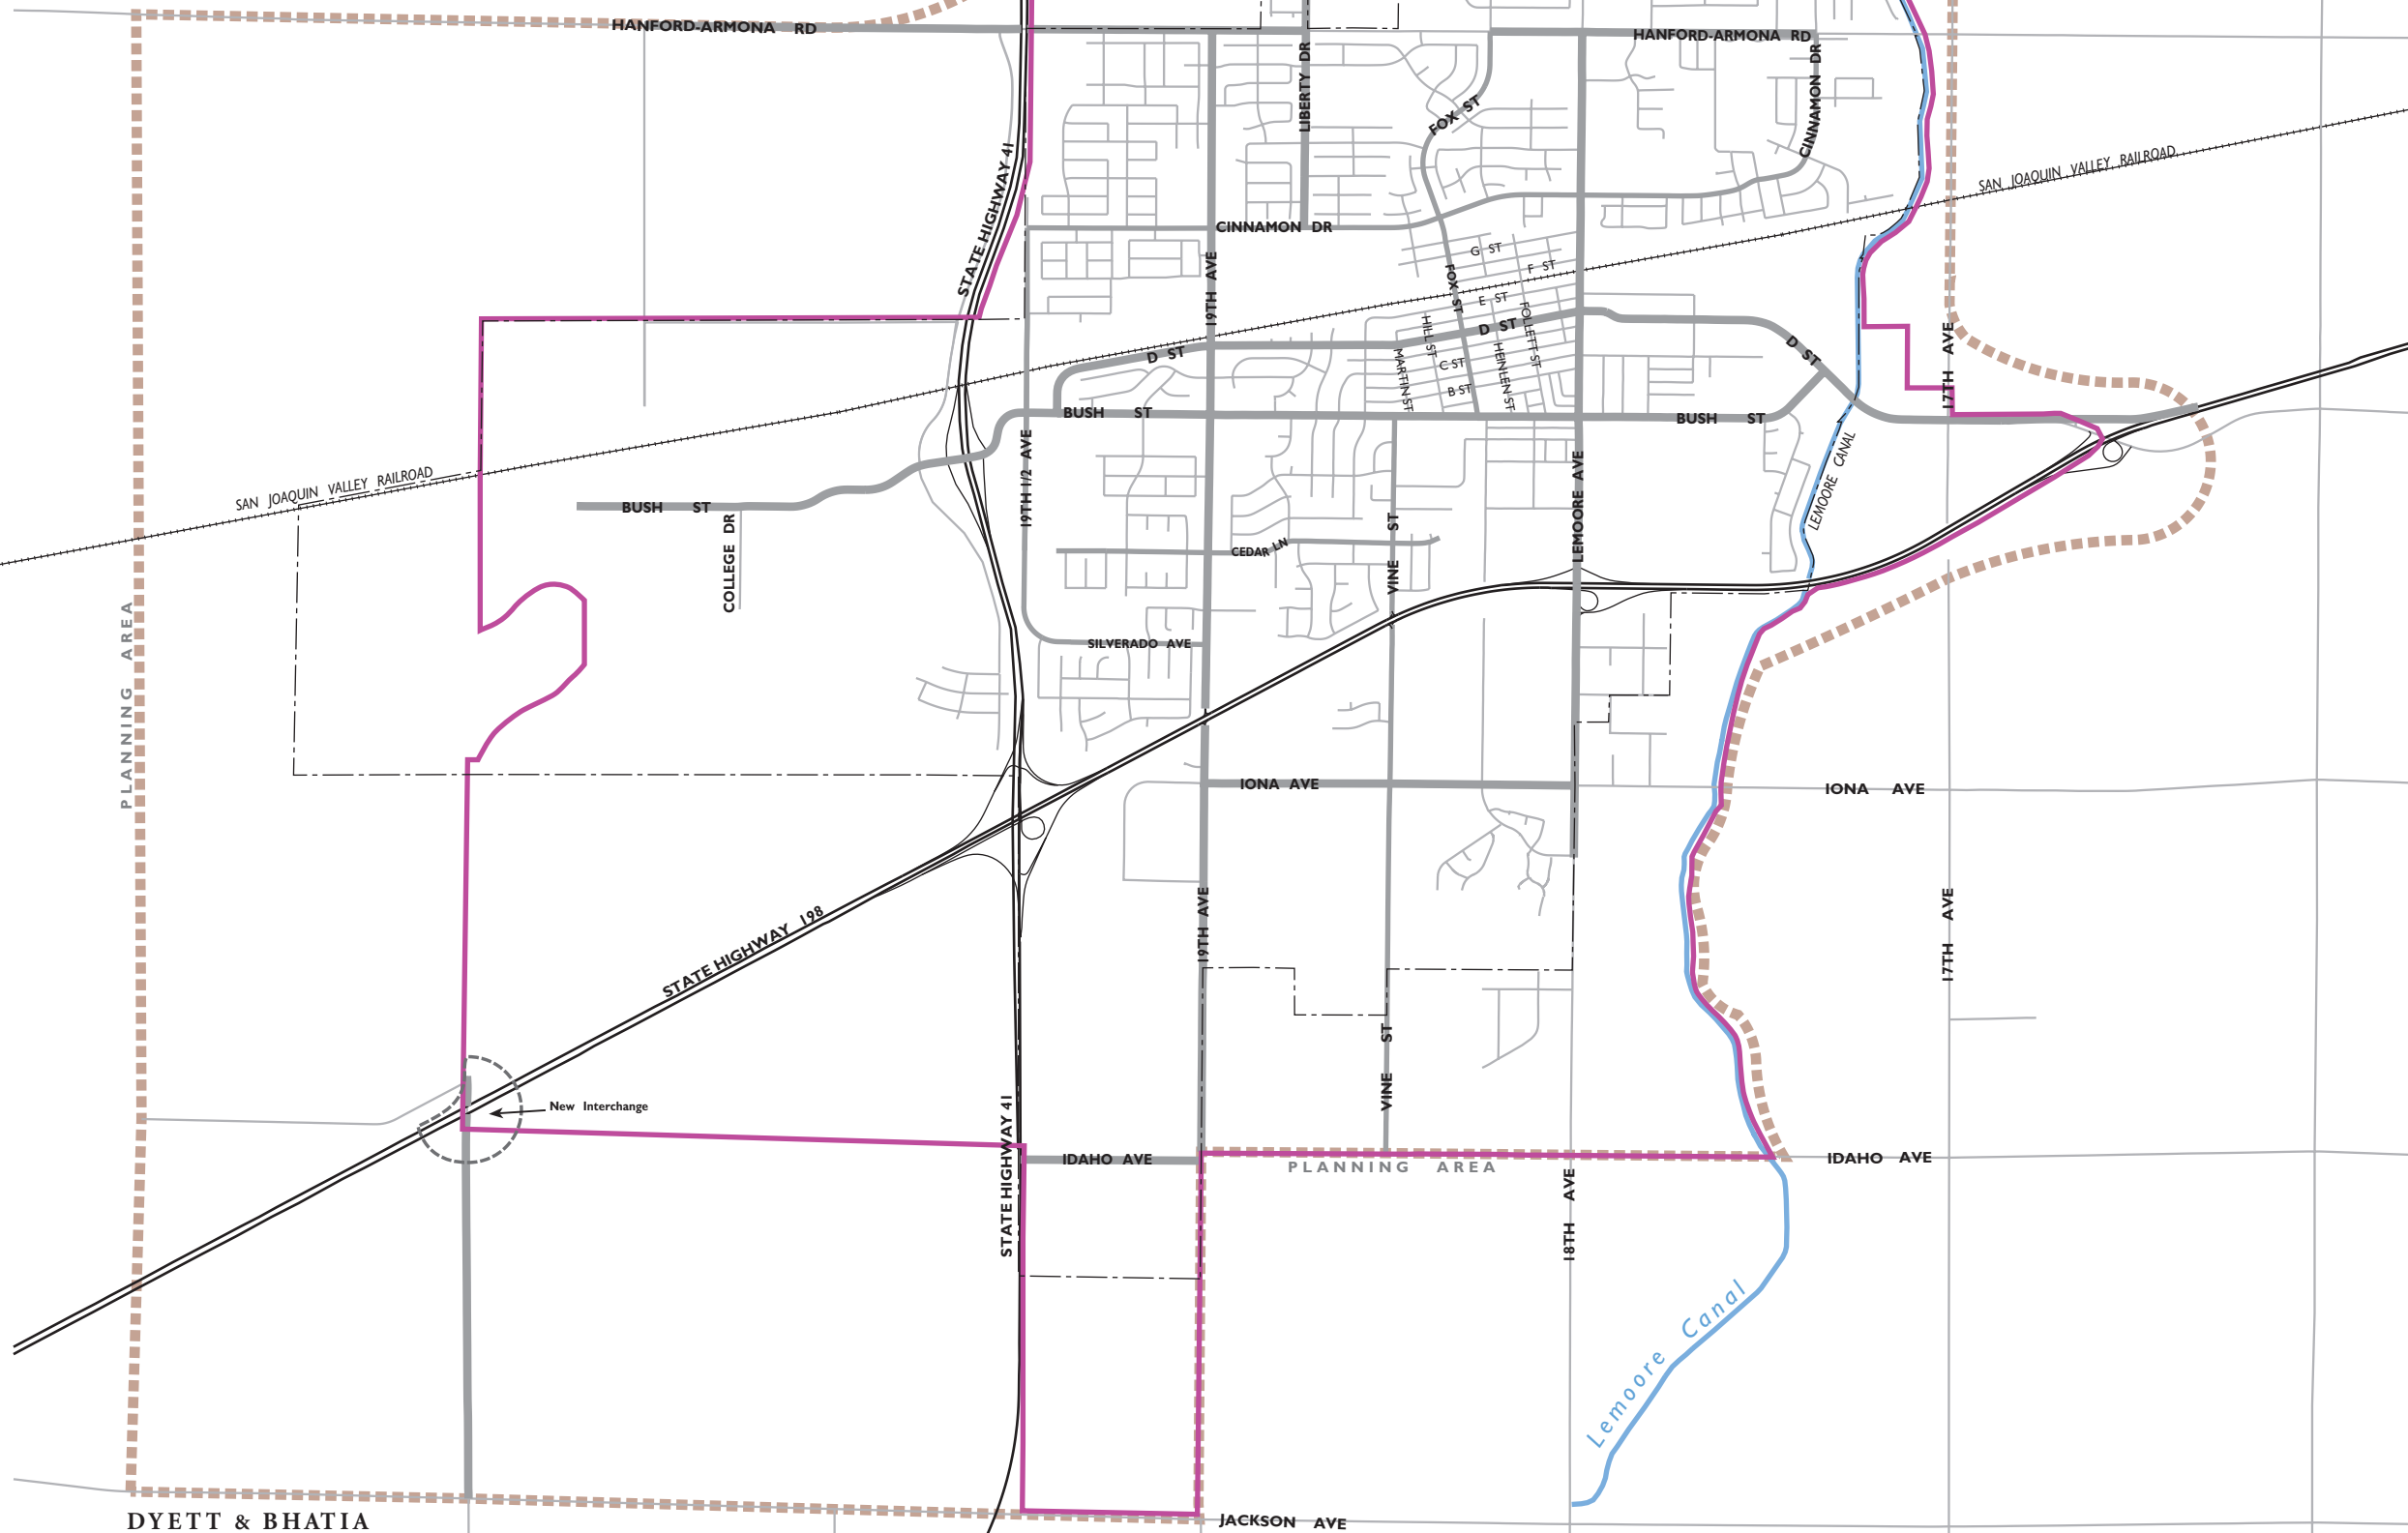 HANFORD-ARMONA RD
HANFORD-ARMONA RD
LIBERTY DR
CINNAMON DR
FOX ST
STATE HIGHWAY 41
SAN JOAQUIN VALLEY RAILROAD
CINNAMON DR
G ST
F ST
19TH AVE
FOX ST
E ST
D ST
FOLLETT ST
HILL ST
D ST
D ST
17TH AVE
MARTIN ST
C ST
HEINLEN ST
B ST
BUSH ST
BUSH ST
19TH 1/2 AVE
LEMOORE CANAL
SAN JOAQUIN VALLEY RAILROAD
BUSH ST
COLLEGE DR
CEDAR LN
VINE ST
LEMOORE AVE
PLANNING AREA
SILVERADO AVE
IONA AVE
IONA AVE
STATE HIGHWAY 198
19TH AVE
17TH AVE
VINE ST
New Interchange
STATE HIGHWAY 41
IDAHO AVE
PLANNING AREA
IDAHO AVE
18TH AVE
Lemoore Canal
JACKSON AVE
DYETT & BHATIA